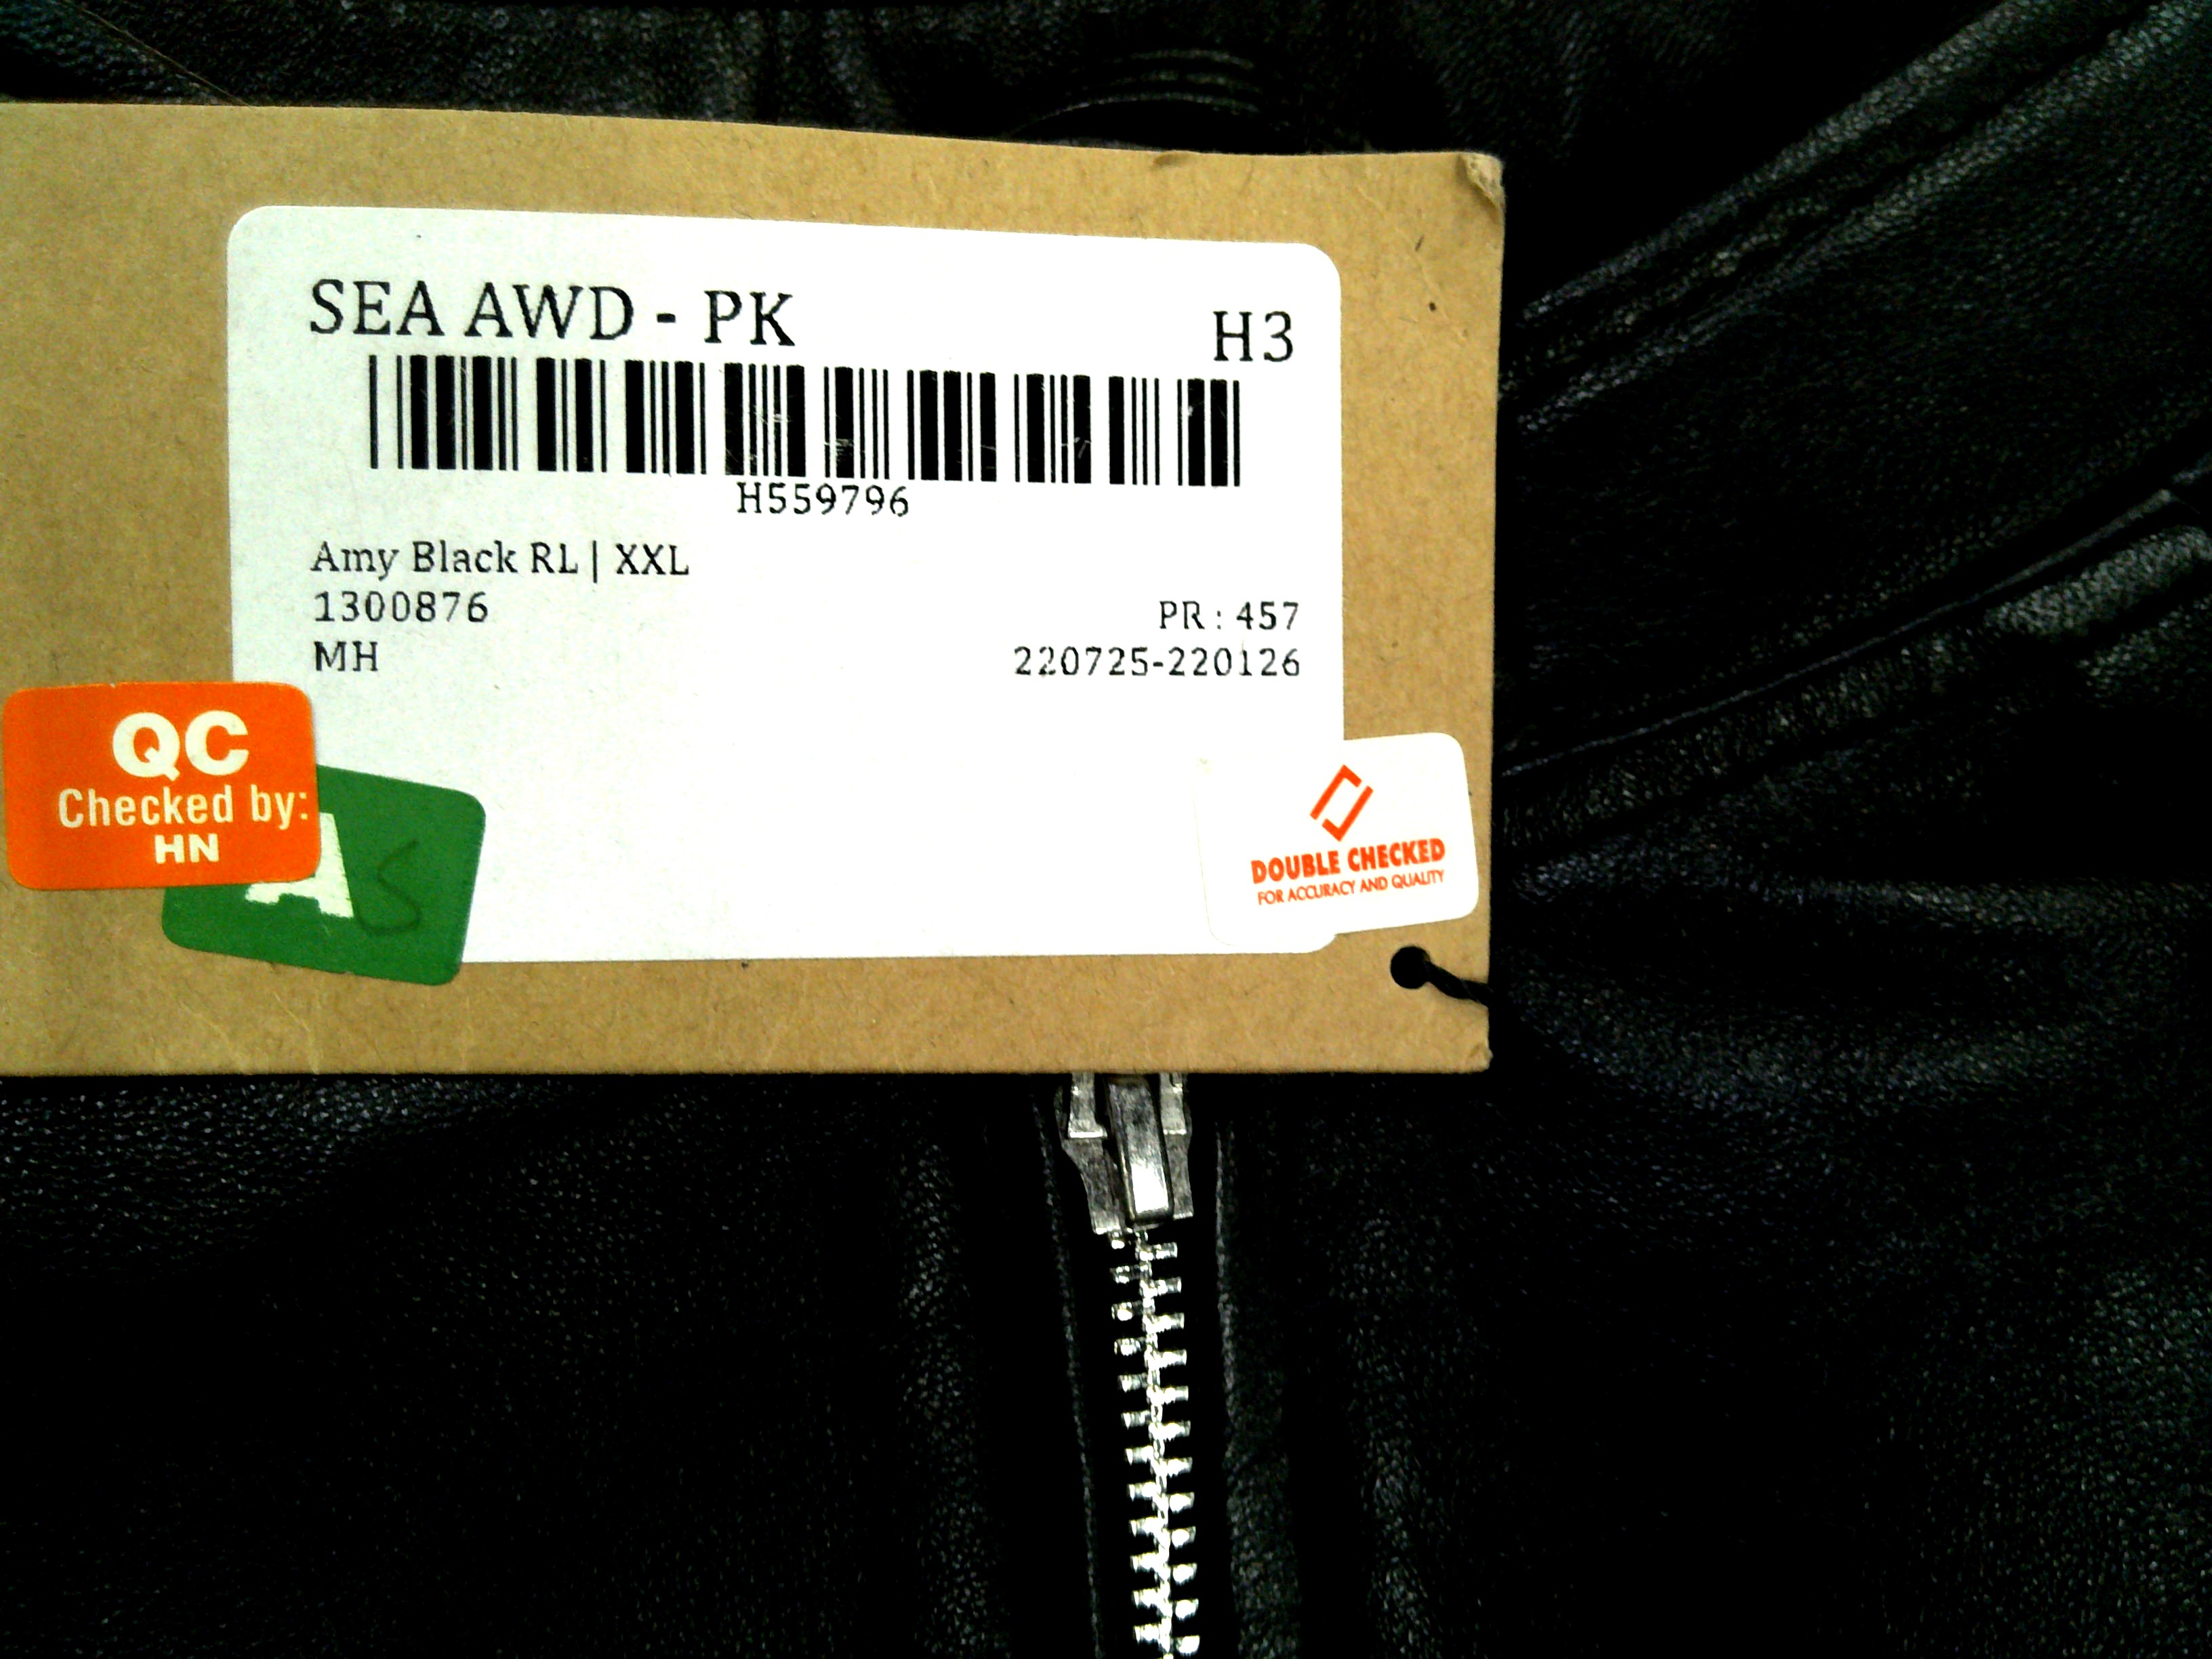 SEA AWD - PK
H3
H559796
Amy Black RL | XXL
1300876
PR : 457
MH
220725-220126
QC
Checked by:
HN
A S
DOUBLE CHECKED
FOR ACCURACY AND QUALITY